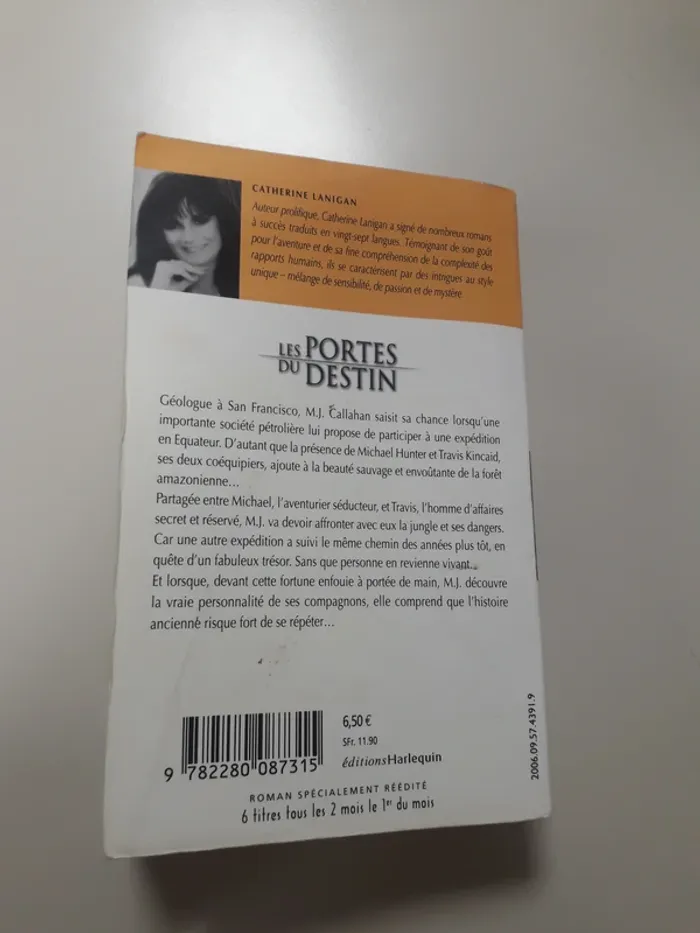 CATHERINE LANIGAN
Auteur prolifique, Catherine Lanigan a signé de nombreux romans
à succès traduits en vingt-sept langues. Témoignant de son goût
pour l'aventure et de sa fine compréhension de la complexité des
rapports humains, ils se caractérisent par des intrigues au style
unique – mélange de sensibilité, de passion et de mystère
LES PORTES
DU DESTIN
Géologue à San Francisco, M.J. Callahan saisit sa chance lorsqu'une
importante société pétrolière lui propose de participer à une expédition
en Equateur. D'autant que la présence de Michael Hunter et Travis Kincaid,
ses deux coéquipiers, ajoute à la beauté sauvage et envoûtante de la forêt
amazonienne...
Partagée entre Michael, l'aventurier séducteur, et Travis, l'homme d'affaires
secret et réservé, M.J. va devoir affronter avec eux la jungle et ses dangers.
Car une autre expédition a suivi le même chemin des années plus tôt, en
quête d'un fabuleux trésor. Sans que personne en revienne vivant...
Et lorsque, devant cette fortune enfouie à portée de main, M.J. découvre
la vraie personnalité de ses compagnons, elle comprend que l'histoire
ancienne risque fort de se répéter...
9 782280 087315
6,50 €
SFr. 11.90
éditionsHarlequin
ROMAN SPÉCIALEMENT RÉÉDITÉ
6 titres tous les 2 mois le 1er du mois
2006.09.57.4391.9